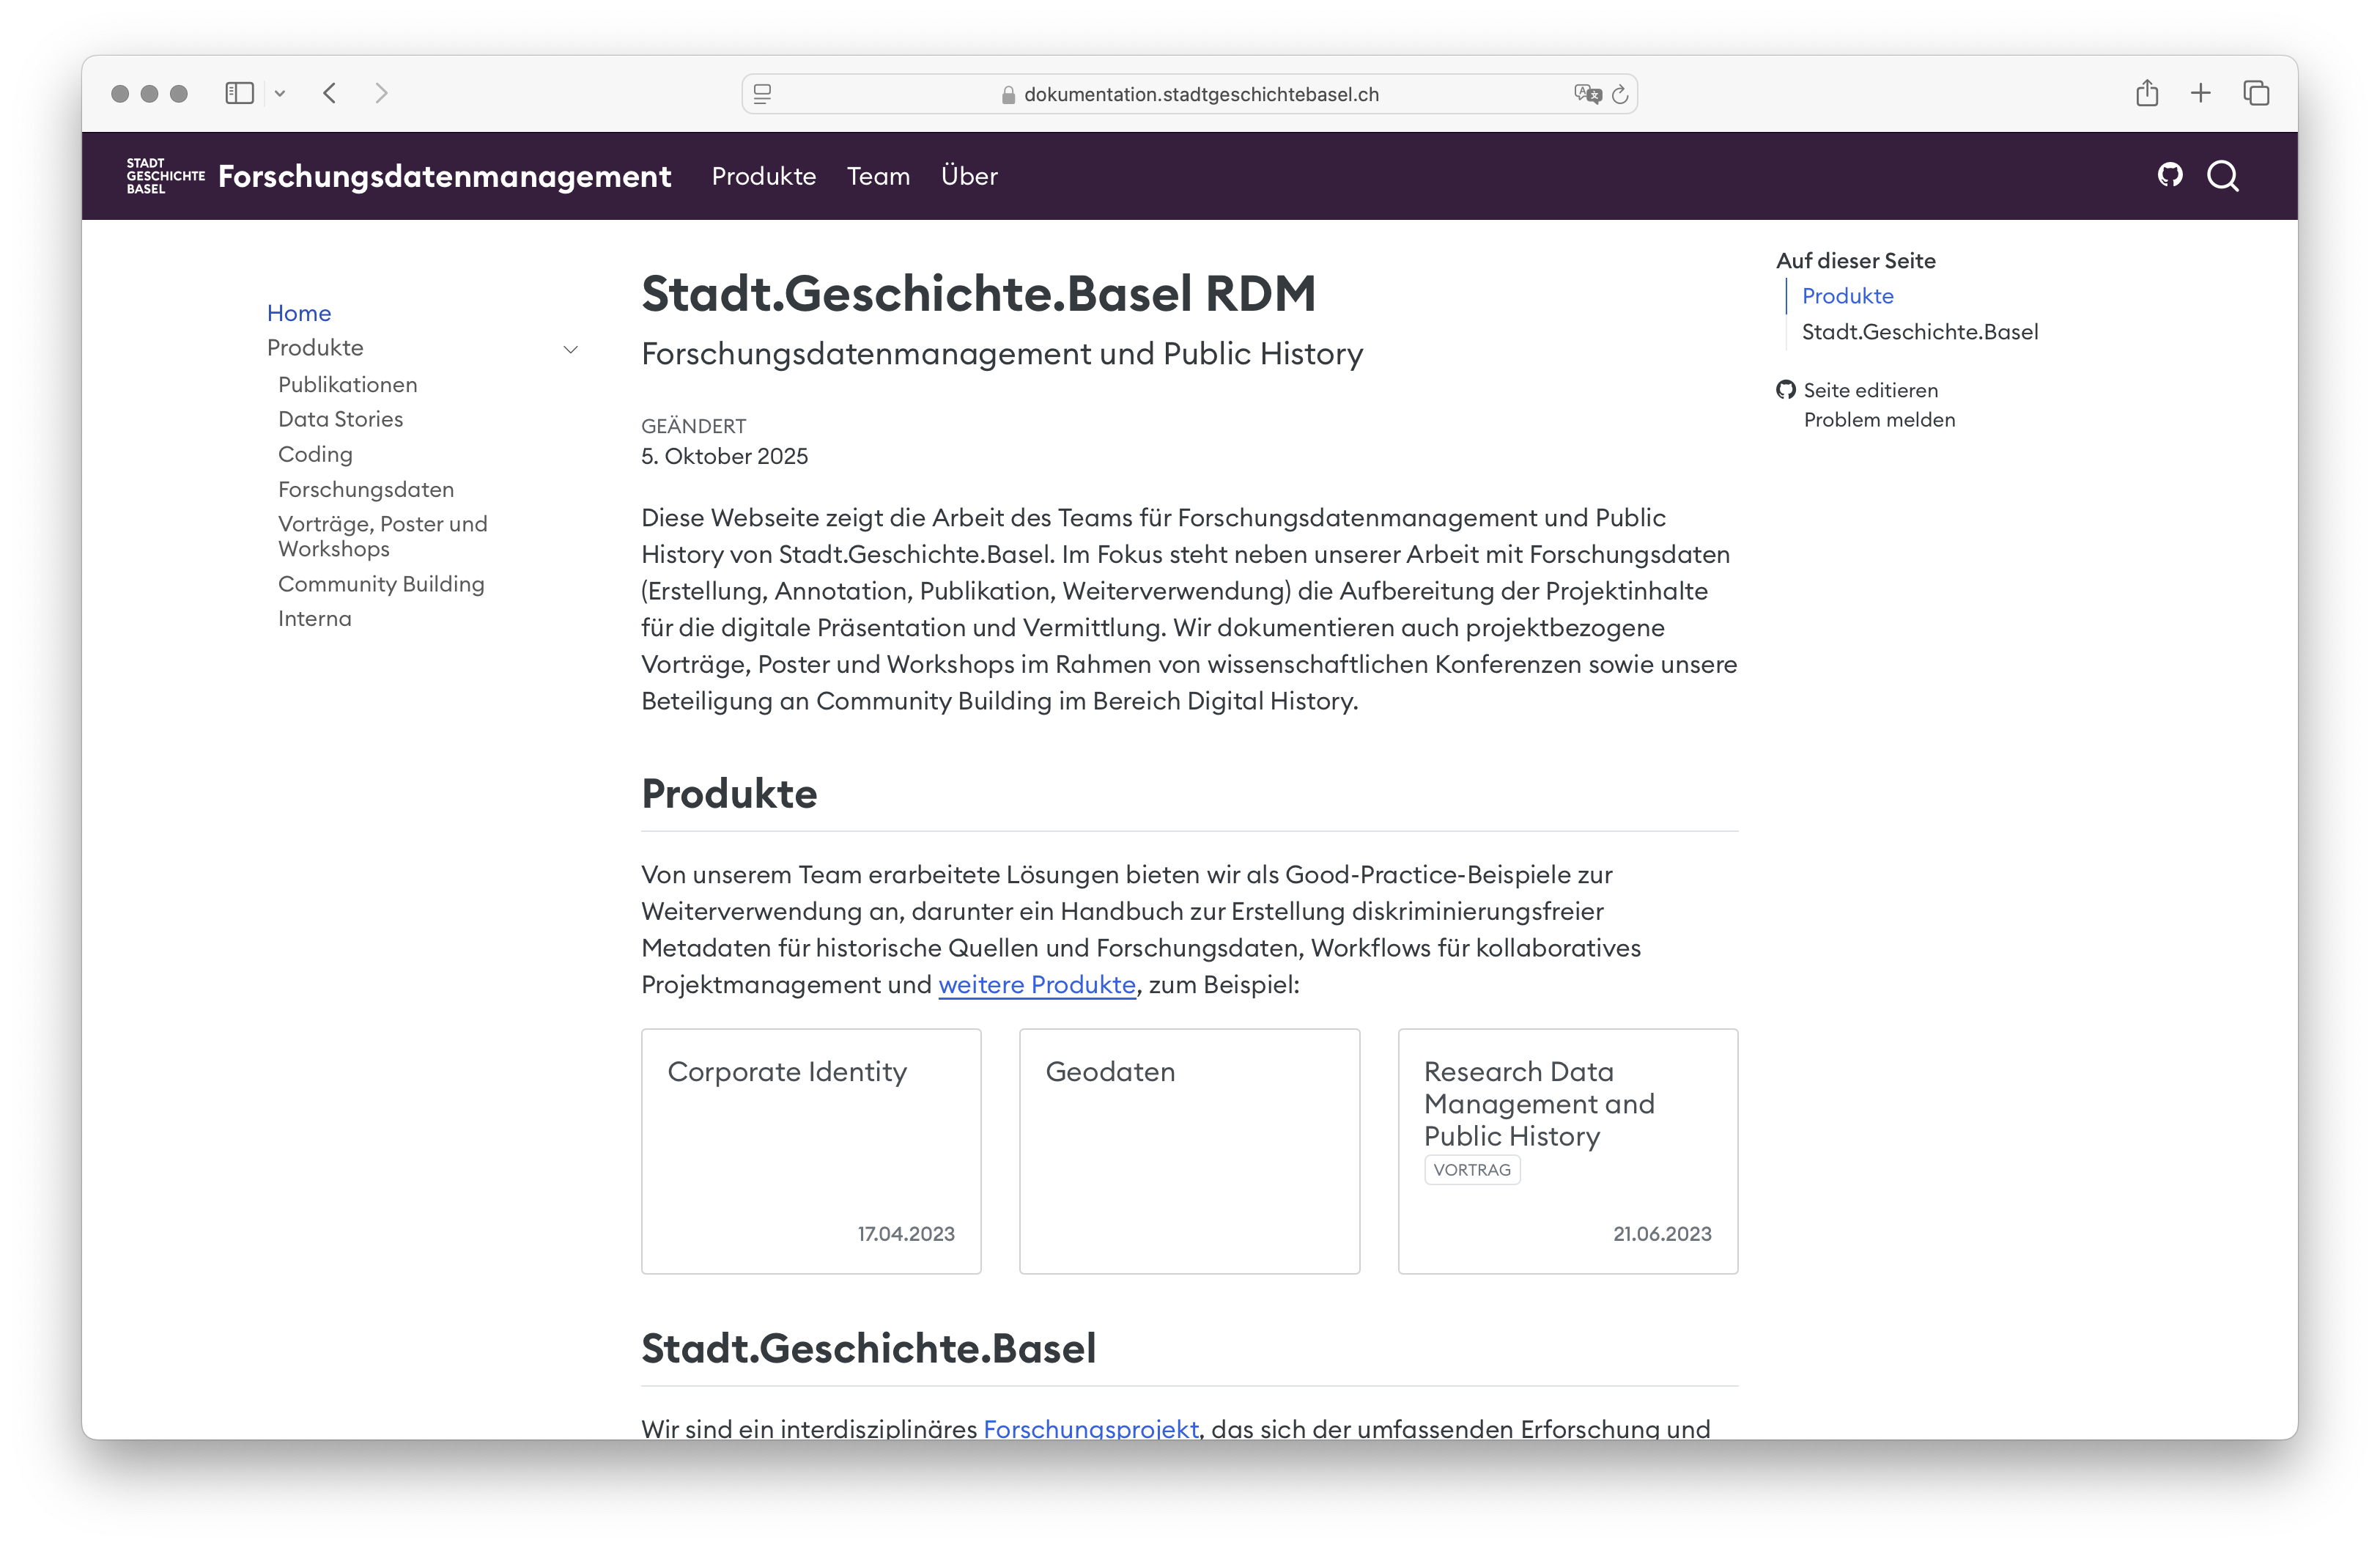 dokumentation.stadtgeschichtebasel.ch
STADT
GESCHICHTE
BASEL
Forschungsdatenmanagement
Produkte
Team
Über
Home
Produkte
Publikationen
Data Stories
Coding
Forschungsdaten
Vorträge, Poster und
Workshops
Community Building
Interna
Stadt.Geschichte.Basel RDM
Forschungsdatenmanagement und Public History
GEÄNDERT
5. Oktober 2025
Diese Webseite zeigt die Arbeit des Teams für Forschungsdatenmanagement und Public
History von Stadt.Geschichte.Basel. Im Fokus steht neben unserer Arbeit mit Forschungsdaten
(Erstellung, Annotation, Publikation, Weiterverwendung) die Aufbereitung der Projektinhalte
für die digitale Präsentation und Vermittlung. Wir dokumentieren auch projektbezogene
Vorträge, Poster und Workshops im Rahmen von wissenschaftlichen Konferenzen sowie unsere
Beteiligung an Community Building im Bereich Digital History.
Produkte
Von unserem Team erarbeitete Lösungen bieten wir als Good-Practice-Beispiele zur
Weiterverwendung an, darunter ein Handbuch zur Erstellung diskriminierungsfreier
Metadaten für historische Quellen und Forschungsdaten, Workflows für kollaboratives
Projektmanagement und weitere Produkte, zum Beispiel:
Corporate Identity
17.04.2023
Geodaten
Research Data
Management and
Public History
VORTRAG
21.06.2023
Stadt.Geschichte.Basel
Wir sind ein interdisziplinäres Forschungsprojekt, das sich der umfassenden Erforschung und
Auf dieser Seite
Produkte
Stadt.Geschichte.Basel
Seite editieren
Problem melden